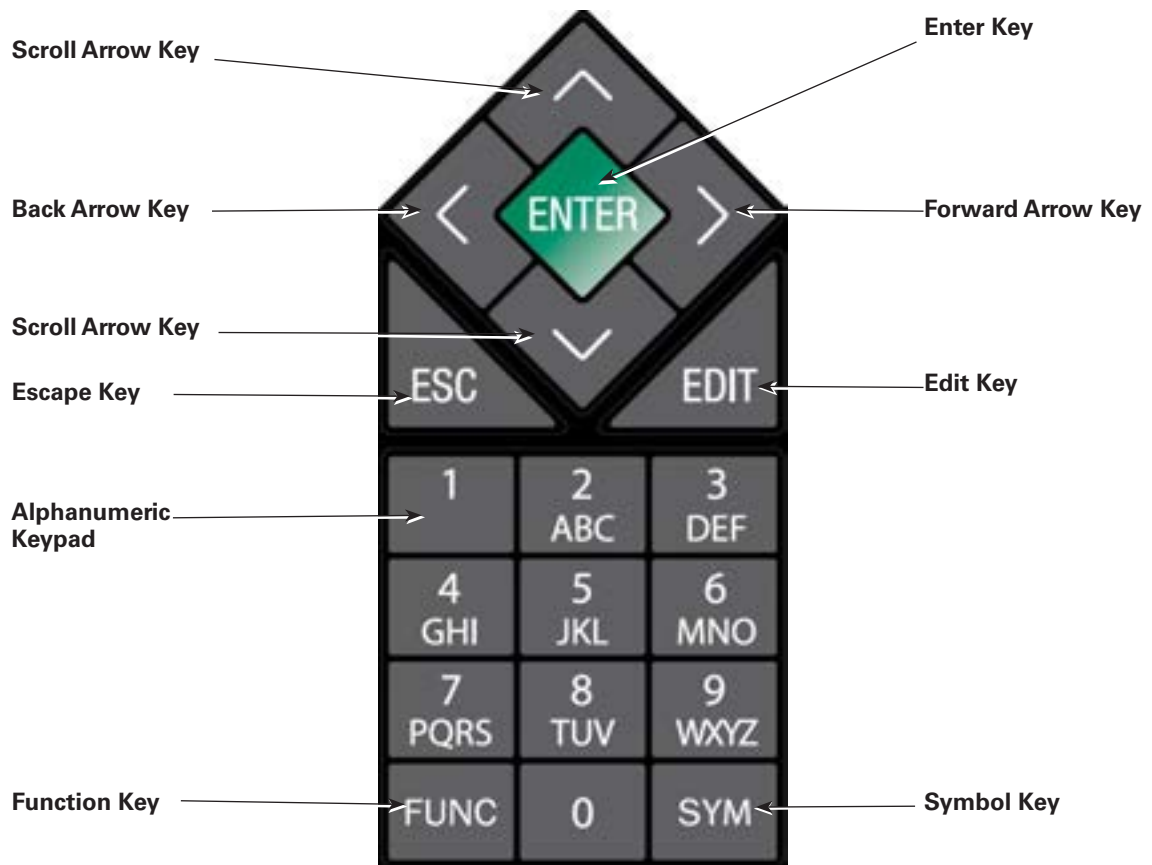 Enter Key
Scroll Arrow Key
Back Arrow Key
ENTER
Forward Arrow Key
Scroll Arrow Key
Escape Key
ESC
EDIT
Edit Key
Alphanumeric
Keypad
1
2
3
ABC
DEF
4
5
6
GHI
JKL
MNO
7
8
9
PQRS
TUV
WXYZ
Function Key
FUNC
0
SYM
Symbol Key